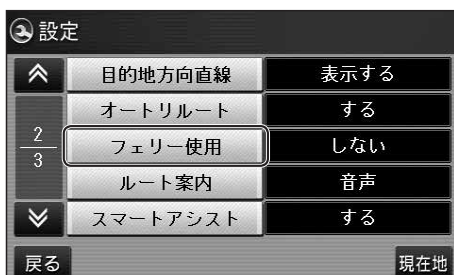 設定
目的地方向直線 表示する
オートリルート する
2
3
フェリー使用 しない
ルート案内 音声
スマートアシスト する
戻る 現在地